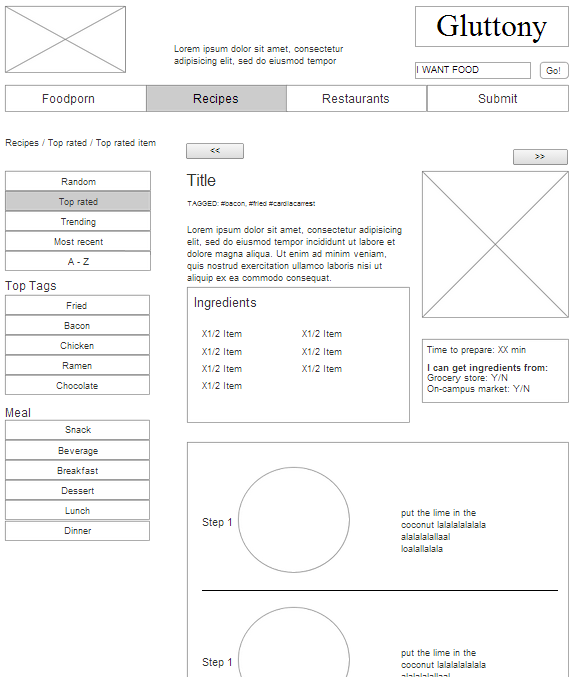 Gluttony
Lorem ipsum dolor sit amet, consectetur
adipisicing elit, sed do eiusmod tempor
I WANT FOOD
Go!
Foodporn
Recipes
Restaurants
Submit
Recipes / Top rated / Top rated item
<<
>>
Random
Top rated
Trending
Most recent
A - Z
Top Tags
Fried
Bacon
Chicken
Ramen
Chocolate
Meal
Snack
Beverage
Breakfast
Dessert
Lunch
Dinner
Title
TAGGED: #bacon, #fried #cardiacarrest
Lorem ipsum dolor sit amet, consectetur adipisicing
elit, sed do eiusmod tempor incididunt ut labore et
dolore magna aliqua. Ut enim ad minim veniam,
quis nostrud exercitation ullamco laboris nisi ut
aliquip ex ea commodo consequat.
Ingredients
X1/2 Item
X1/2 Item
X1/2 Item
X1/2 Item
X1/2 Item
X1/2 Item
X1/2 Item
Time to prepare: XX min
I can get ingredients from:
Grocery store: Y/N
On-campus market: Y/N
Step 1
put the lime in the
coconut lalalalalala
alalalalallaal
loalallalala
Step 1
put the lime in the
coconut lalalalalala
alalalalallaal